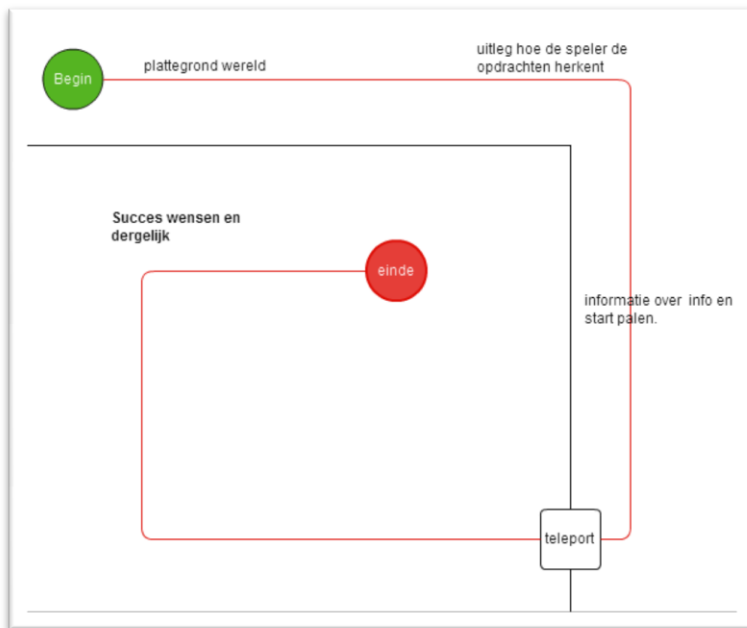 Begin
plattegrond wereld
uitleg hoe de speler de
opdrachten herkent
Succes wensen en
dergelijk
einde
informatie over info en
start palen.
teleport